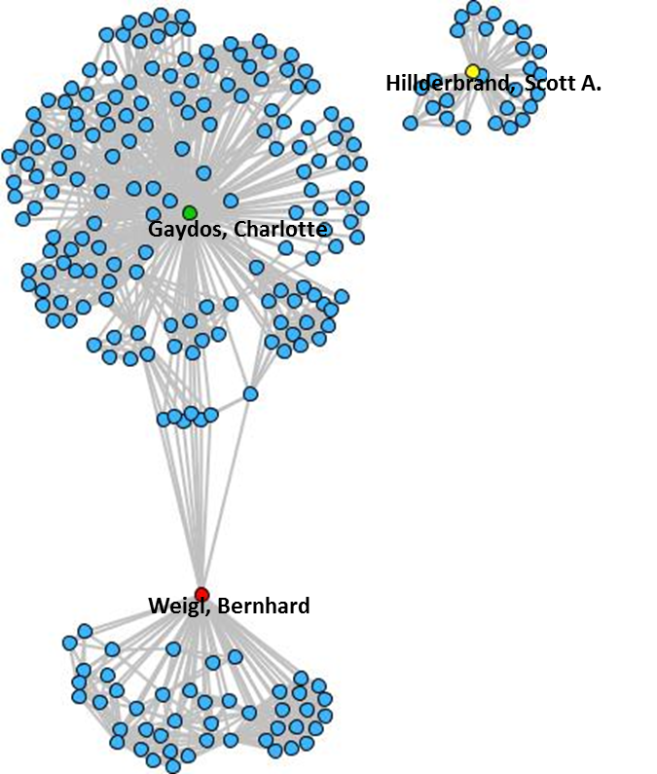 Hillderbrand, Scott A.
Gaydos, Charlotte
Weigl, Bernhard